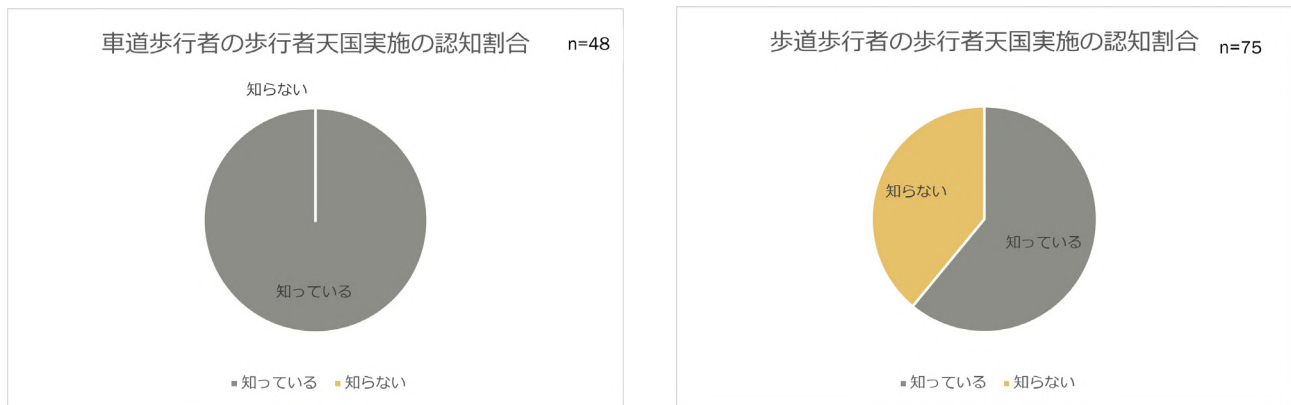 車道歩行者の歩行者天国実施の認知割合 n=48
知らない
知っている
知っている 知らない
歩道歩行者の歩行者天国実施の認知割合 n=75
知らない
知っている
知っている 知らない